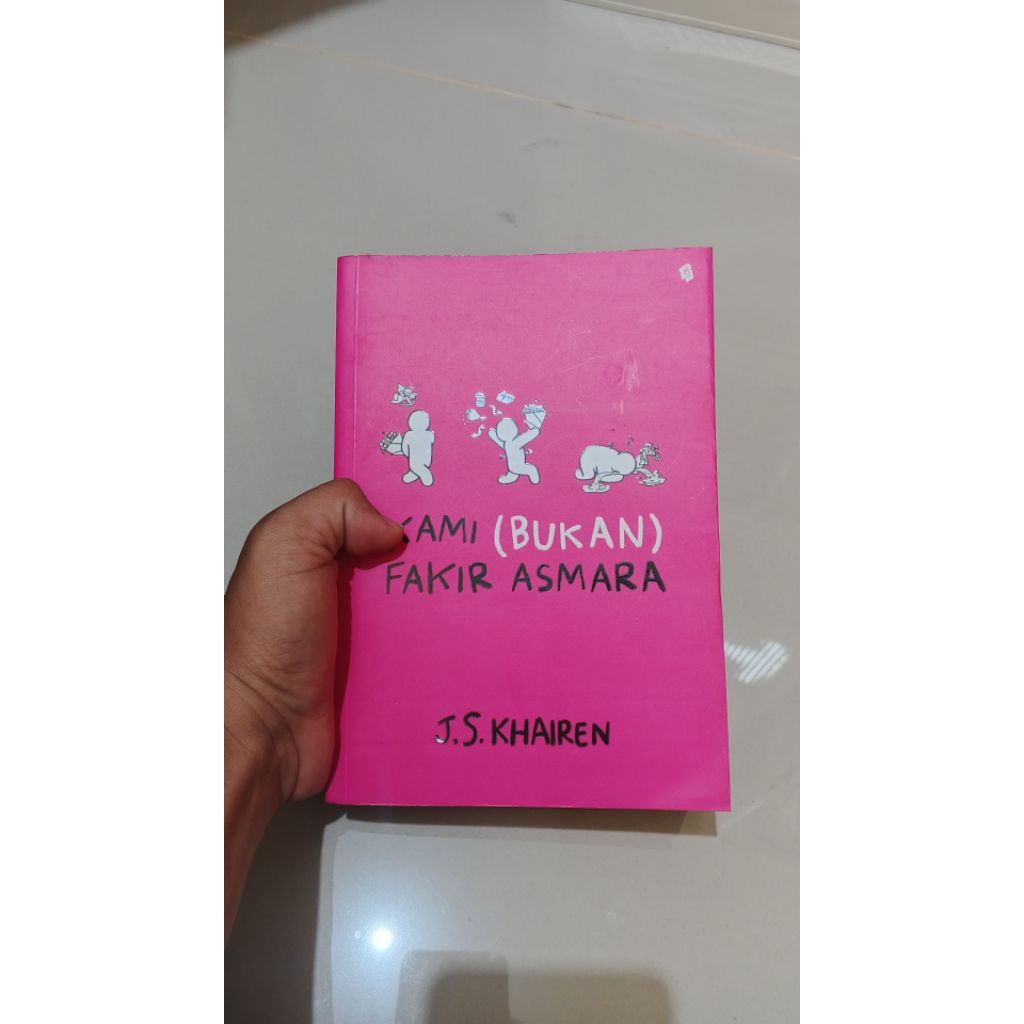 KAMI (BUKAN)
FAKIR ASMARA
J.S. KHAIREN